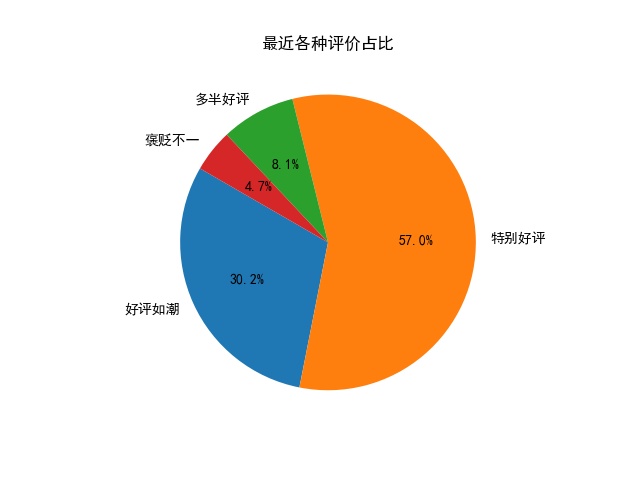 最近各种评价占比
多半好评
褒贬不一
8.1%
4.7%
57.0%
特别好评
30.2%
好评如潮